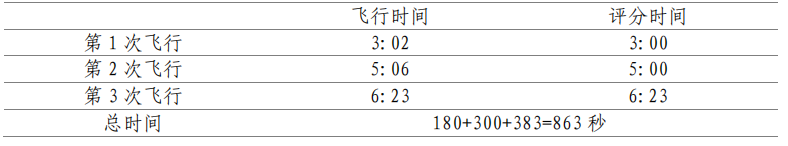 飞行时间 评分时间
第 1 次飞行 3: 02 3: 00
第 2 次飞行 5: 06 5: 00
第 3 次飞行 6: 23 6: 23
总时间 180+300+383=863 秒